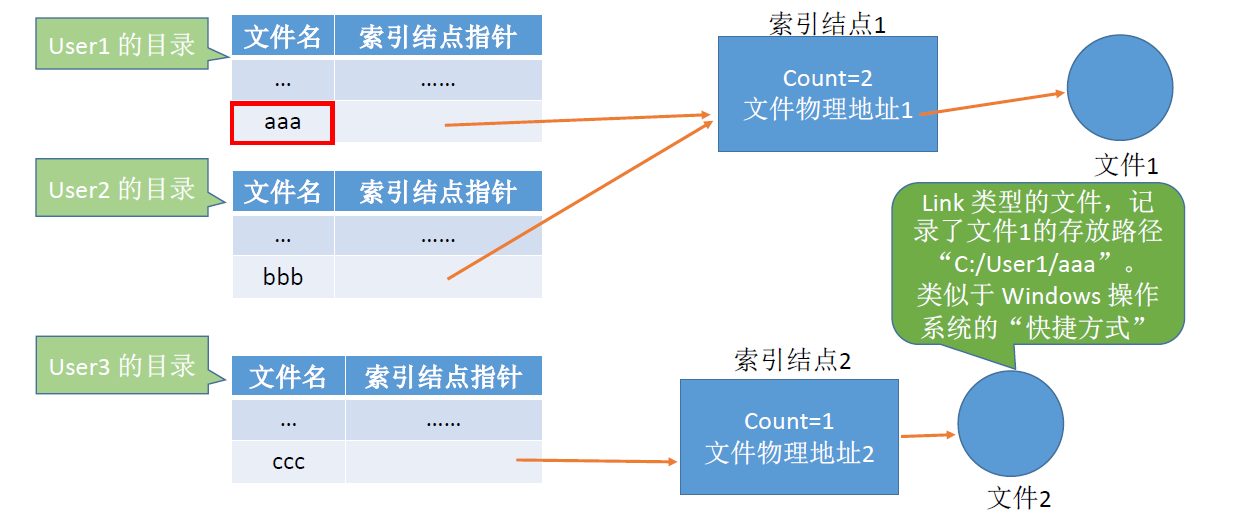 User1 的目录
文件名 索引结点指针
… ……
aaa
User2 的目录
文件名 索引结点指针
… ……
bbb
User3 的目录
文件名 索引结点指针
… ……
ccc
索引结点1
Count=2
文件物理地址1
文件1
Link 类型的文件，记
录了文件1的存放路径
“C:/User1/aaa”。
类似于 Windows 操作
系统的“快捷方式”
索引结点2
Count=1
文件物理地址2
文件2